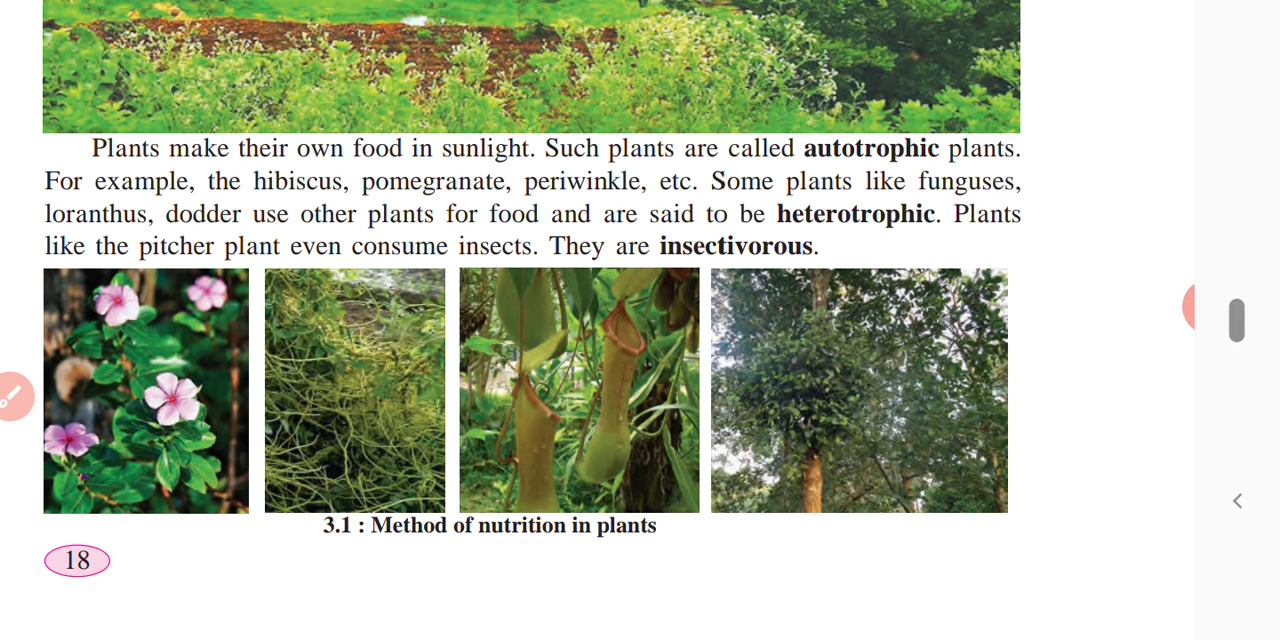 Plants make their own food in sunlight. Such plants are called autotrophic plants.
For example, the hibiscus, pomegranate, periwinkle, etc. Some plants like funguses,
loranthus, dodder use other plants for food and are said to be heterotrophic. Plants
like the pitcher plant even consume insects. They are insectivorous.
3.1 : Method of nutrition in plants
18